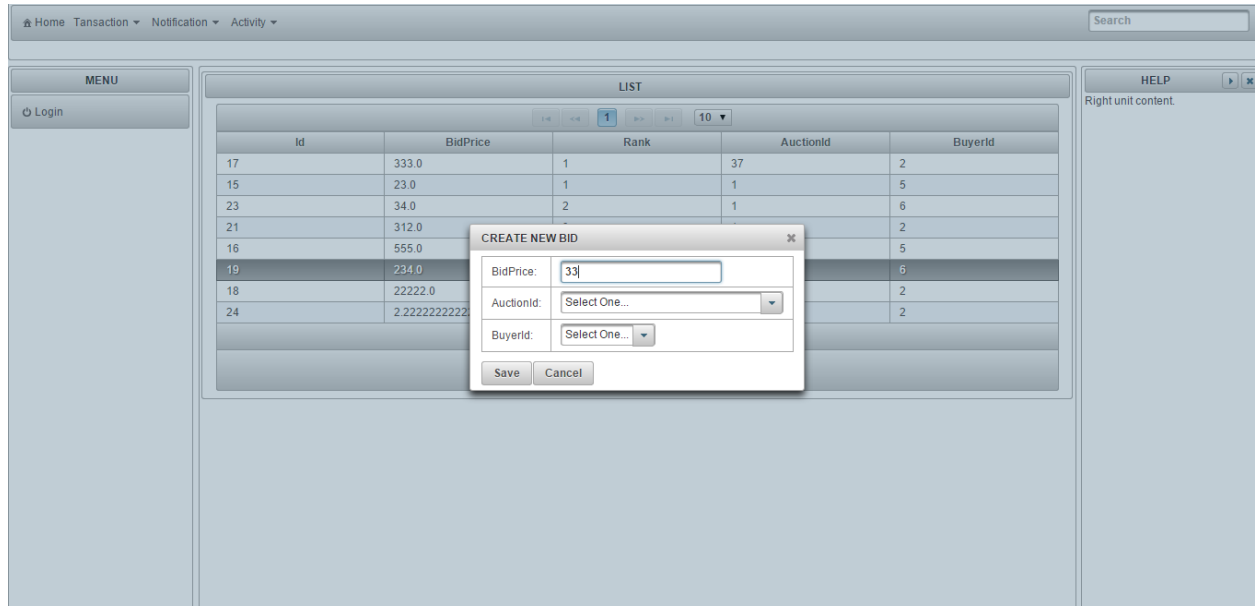 Home Tansaction Notification Activity Search
MENU LIST HELP
Login Right unit content.
1 10
Id BidPrice Rank AuctionId BuyerId
17 333.0 1 37 2
15 23.0 1 1 5
23 34.0 2 1 6
21 312.0 2
16 555.0 5
19 234.0 6
18 22222.0 2
24 2.2222222222 2
CREATE NEW BID
BidPrice: 33
AuctionId: Select One...
BuyerId: Select One...
Save Cancel